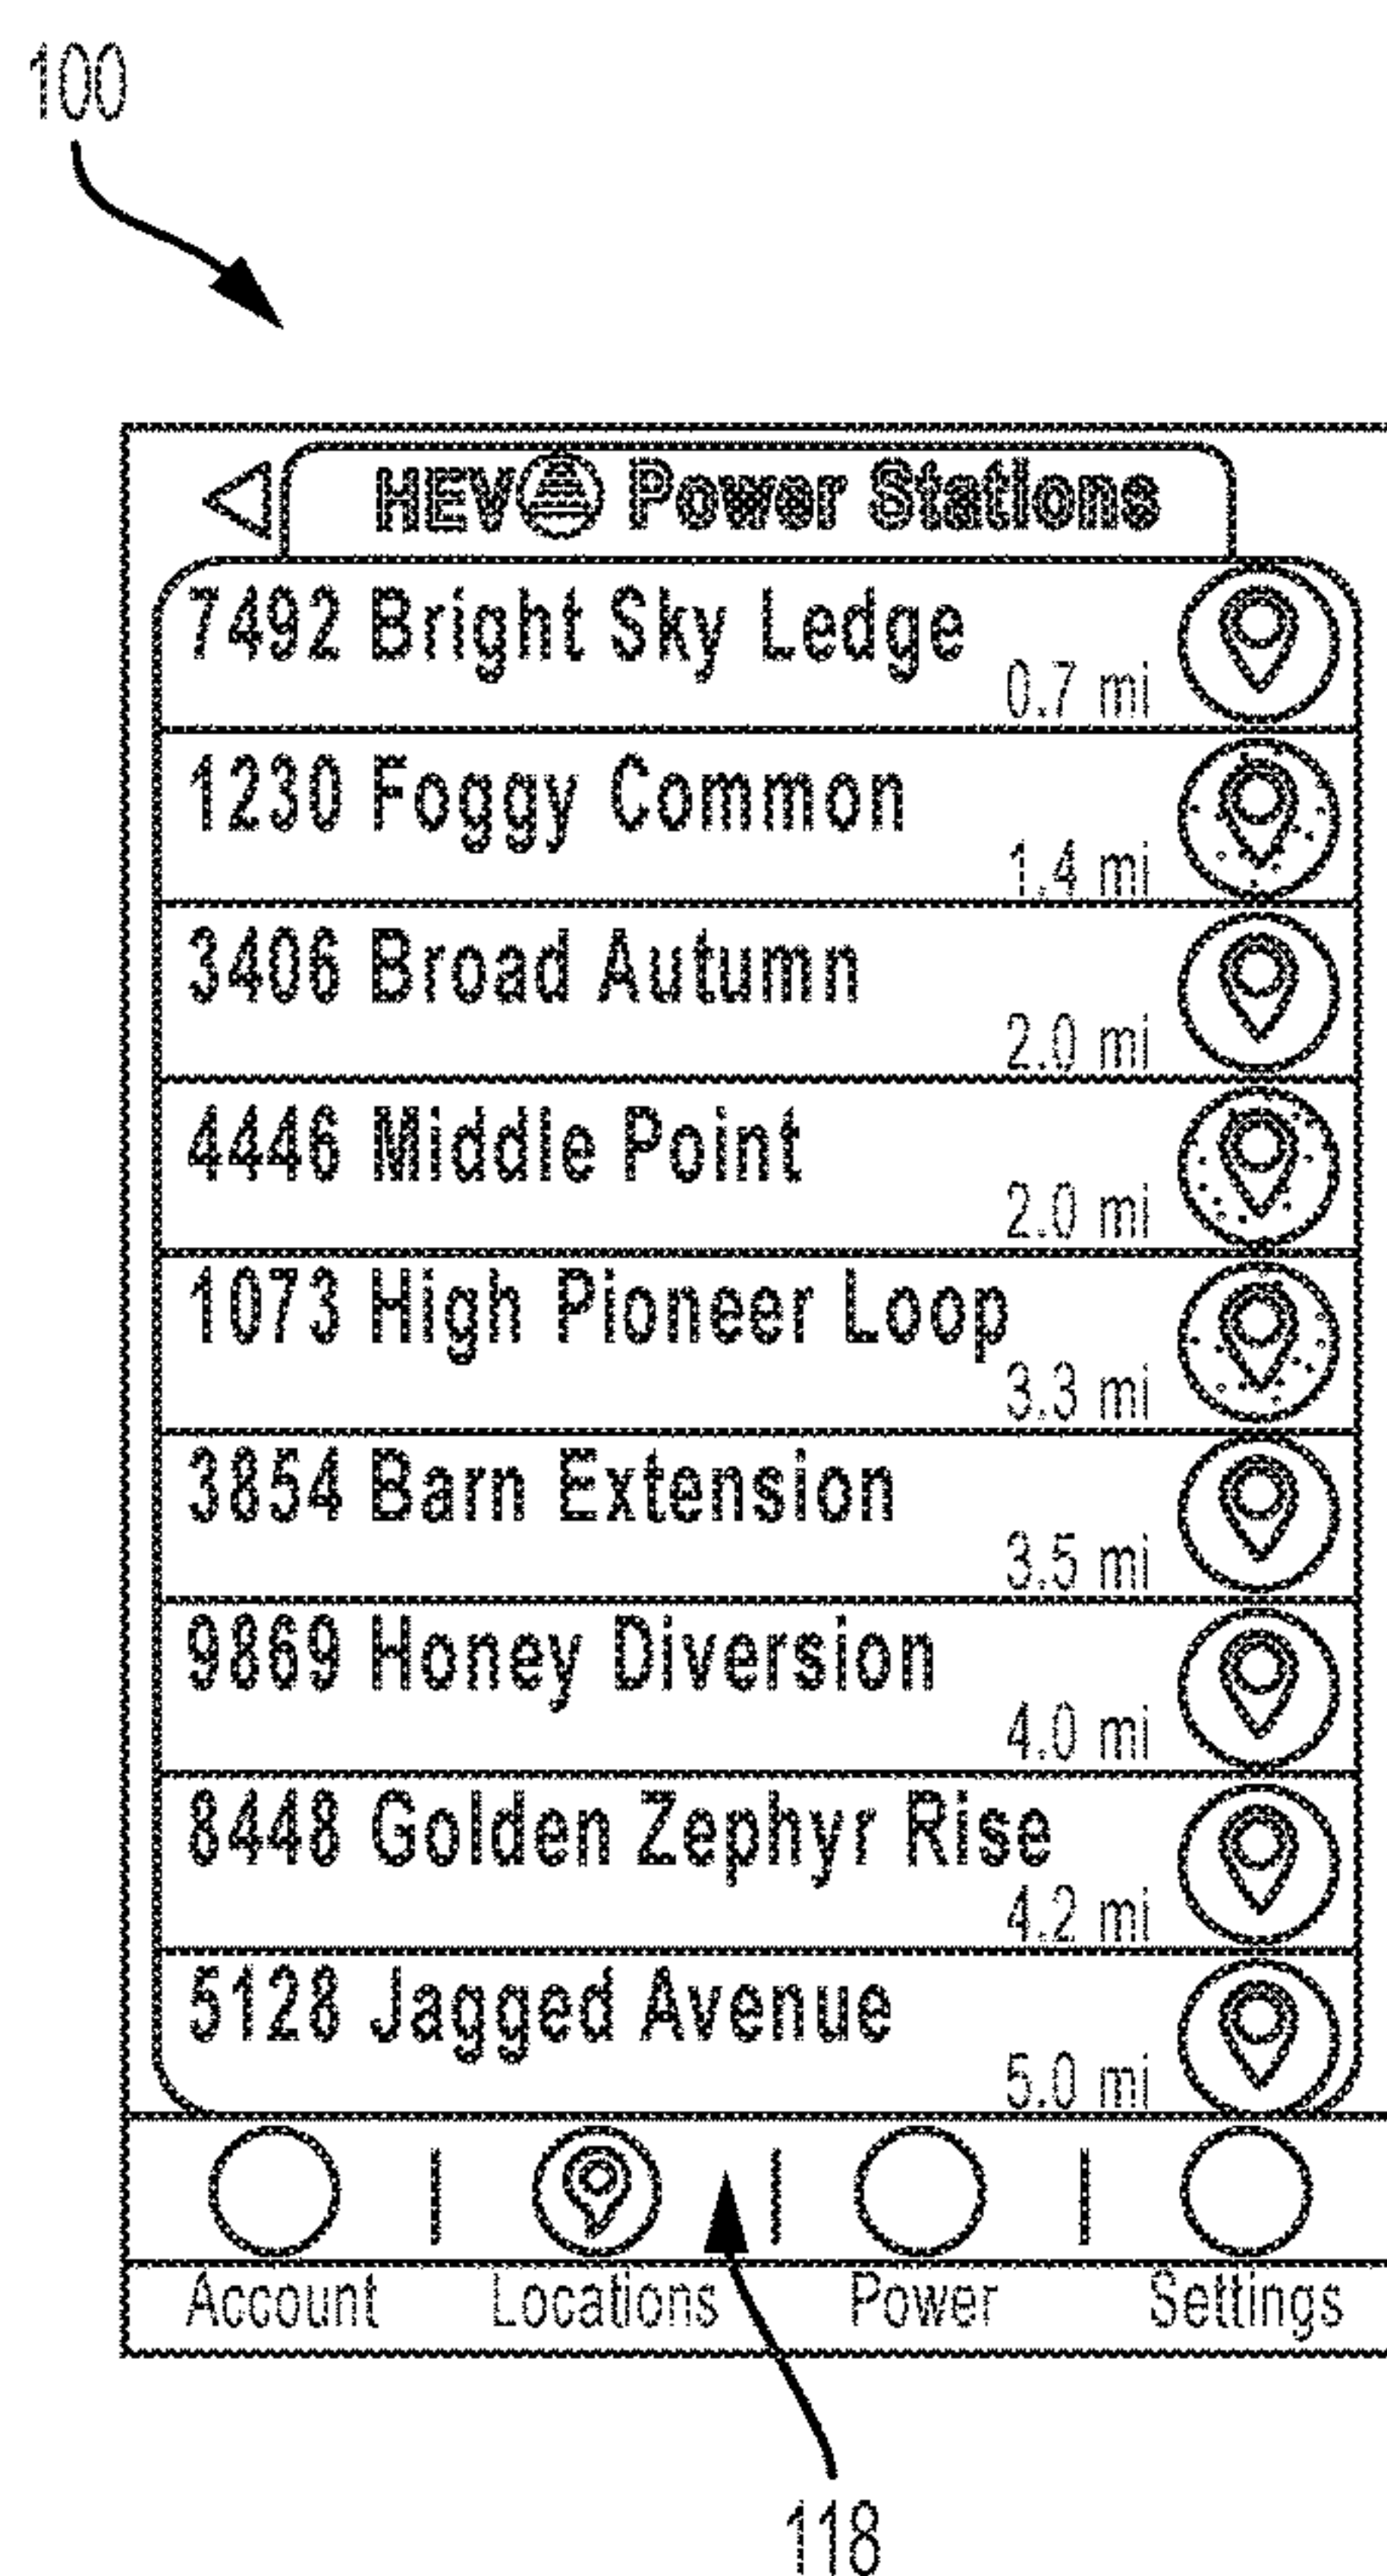 100
HEVO Power Stations
7492 Bright Sky Ledge
0.7 mi
1230 Foggy Common
1.4 mi
3406 Broad Autumn
2.0 mi
4446 Middle Point
2.0 mi
1073 High Pioneer Loop
3.3 mi
3854 Barn Extension
3.5 mi
9869 Honey Diversion
4.0 mi
8448 Golden Zephyr Rise
4.2 mi
5128 Jagged Avenue
5.0 mi
Account Locations Power Settings
118